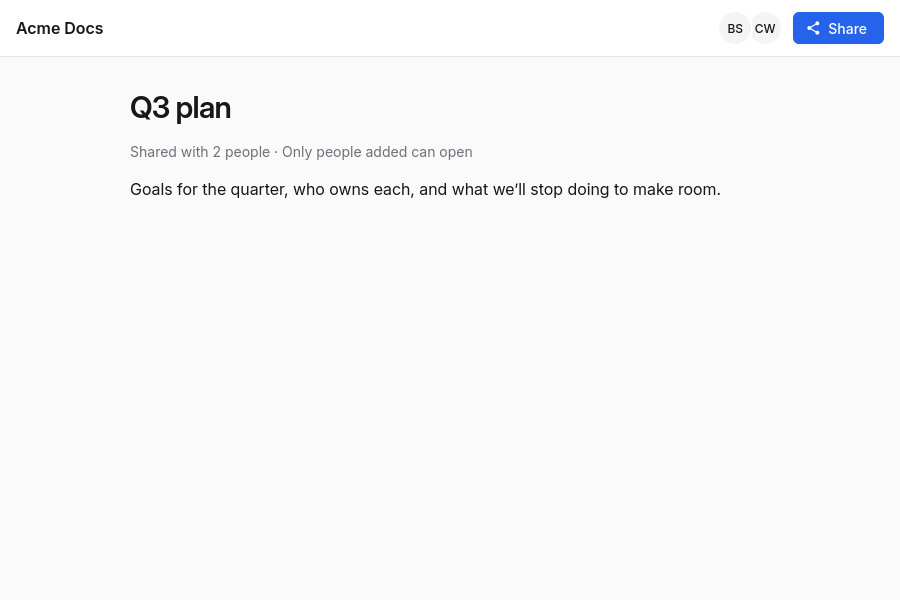 Acme Docs
BS
CW
Share
Q3 plan
Shared with 2 people · Only people added can open
Goals for the quarter, who owns each, and what we’ll stop doing to make room.